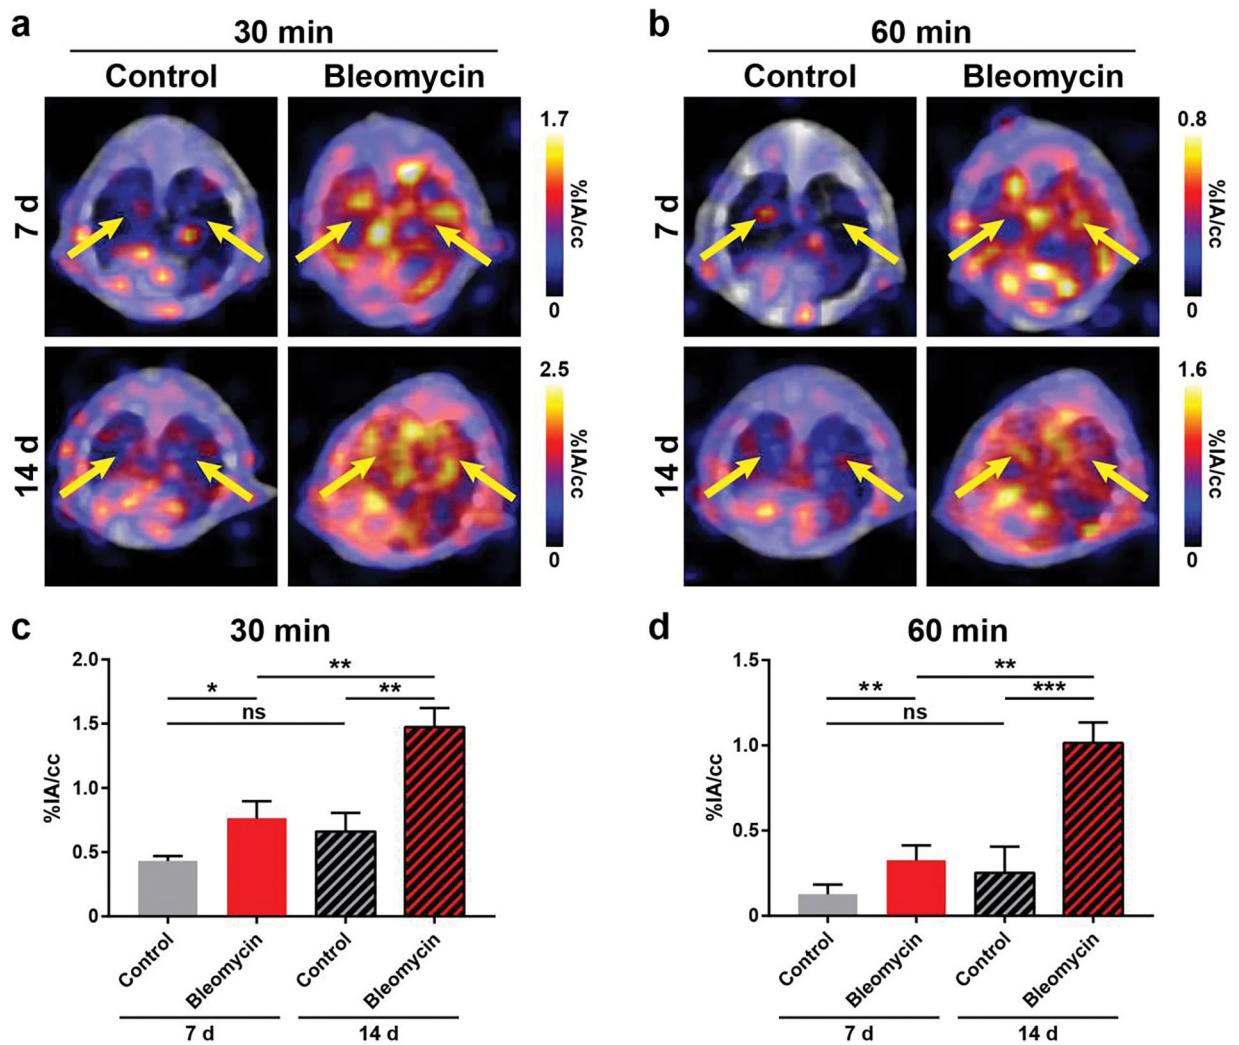 a
30 min
Control
Bleomycin
7 d
1.7
%IA/cc
0
14 d
2.5
%IA/cc
0
b
60 min
Control
Bleomycin
7 d
0.8
%IA/cc
0
14 d
1.6
%IA/cc
0
c
30 min
%IA/cc
2.0
1.5
1.0
0.5
0
**
*
**
ns
Control
Bleomycin
Control
Bleomycin
7 d
14 d
d
60 min
%IA/cc
1.5
1.0
0.5
0
**
**
***
ns
Control
Bleomycin
Control
Bleomycin
7 d
14 d